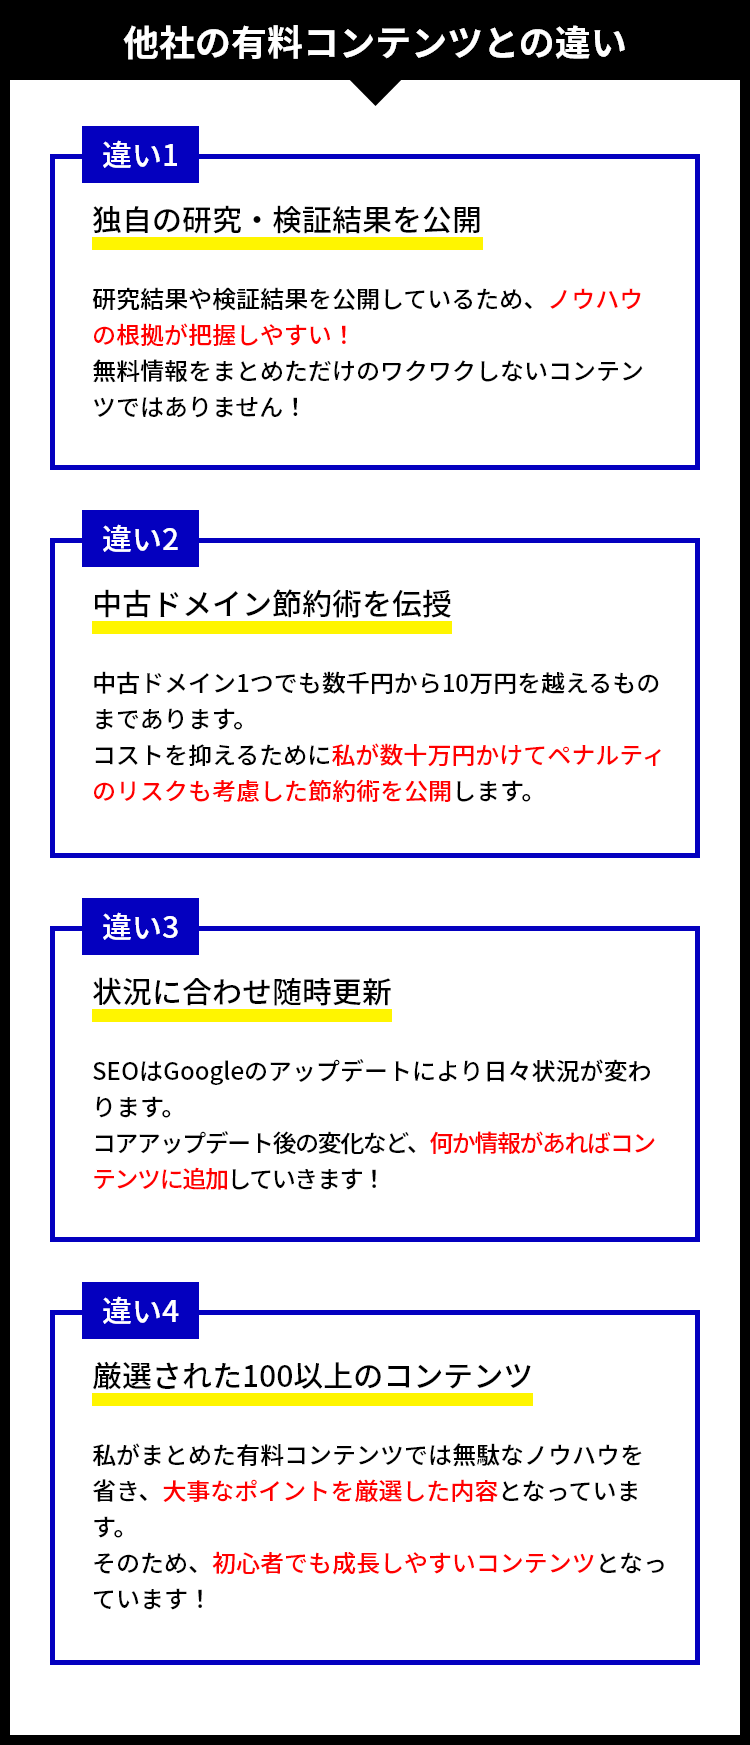 他社の有料コンテンツとの違い
違い1
独自の研究・検証結果を公開
研究結果や検証結果を公開しているため、ノウハウ
の根拠が把握しやすい！
無料情報をまとめただけのワクワクしないコンテン
ツではありません！
違い2
中古ドメイン節約術を伝授
中古ドメイン1つでも数千円から10万円を越えるもの
まであります。
コストを抑えるために私が数十万円かけてペナルティ
のリスクも考慮した節約術を公開します。
違い3
状況に合わせ随時更新
SEOはGoogleのアップデートにより日々状況が変わ
ります。
コアアップデート後の変化など、何か情報があればコン
テンツに追加していきます！
違い4
厳選された100以上のコンテンツ
私がまとめた有料コンテンツでは無駄なノウハウを
省き、大事なポイントを厳選した内容となっていま
す。
そのため、初心者でも成長しやすいコンテンツとなっ
ています！